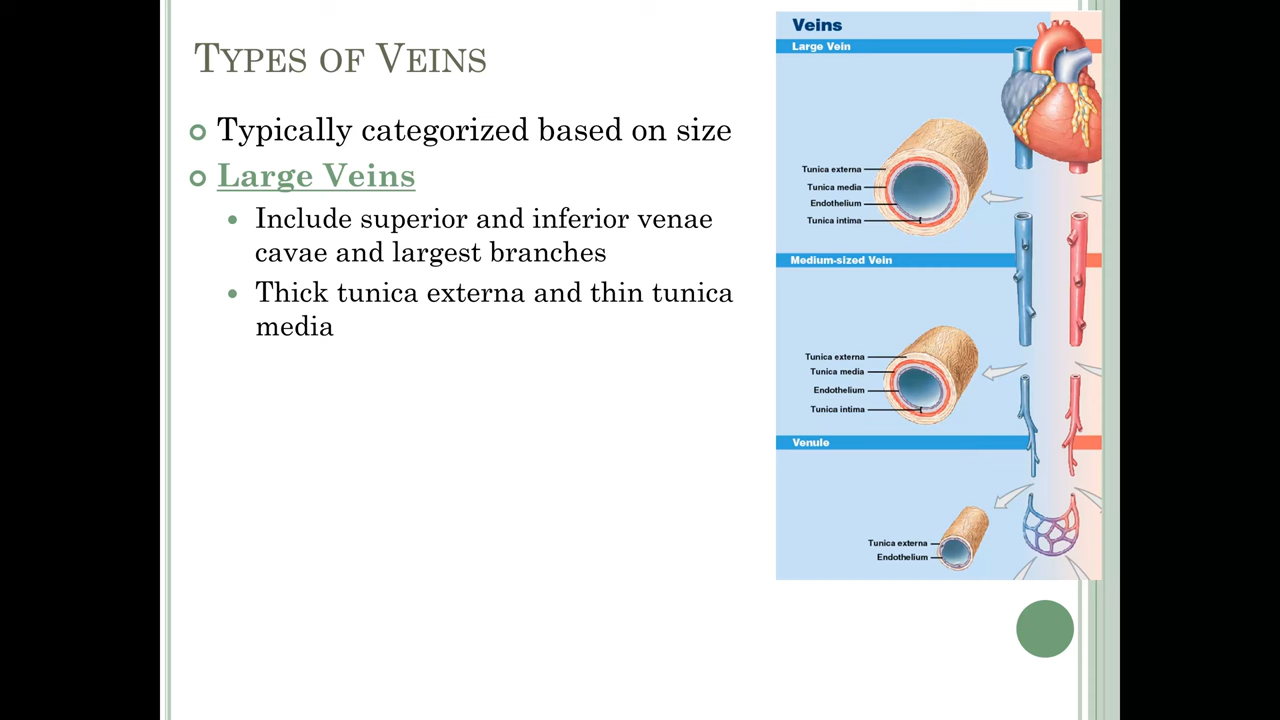 TYPES OF VEINS
Typically categorized based on size
Large Veins
Include superior and inferior venae
cavae and largest branches
Thick tunica externa and thin tunica
media
Veins
Large Vein
Tunica externa
Tunica media
Endothelium
Tunica intima
Medium-sized Vein
Tunica externa
Tunica media
Endothelium
Tunica intima
Venule
Tunica externa
Endothelium